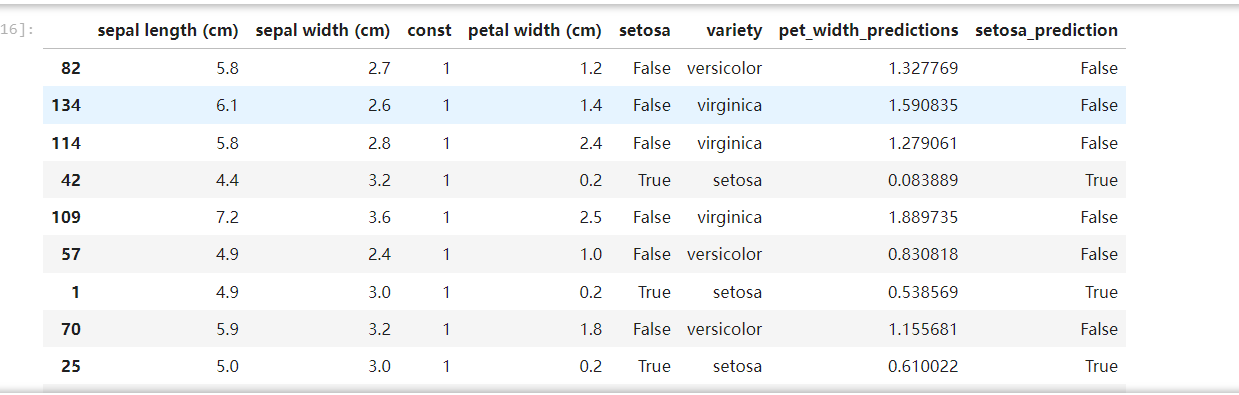 16]:
sepal length (cm) sepal width (cm) const petal width (cm) setosa variety pet_width_predictions setosa_prediction
82 5.8 2.7 1 1.2 False versicolor 1.327769 False
134 6.1 2.6 1 1.4 False virginica 1.590835 False
114 5.8 2.8 1 2.4 False virginica 1.279061 False
42 4.4 3.2 1 0.2 True setosa 0.083889 True
109 7.2 3.6 1 2.5 False virginica 1.889735 False
57 4.9 2.4 1 1.0 False versicolor 0.830818 False
1 4.9 3.0 1 0.2 True setosa 0.538569 True
70 5.9 3.2 1 1.8 False versicolor 1.155681 False
25 5.0 3.0 1 0.2 True setosa 0.610022 True